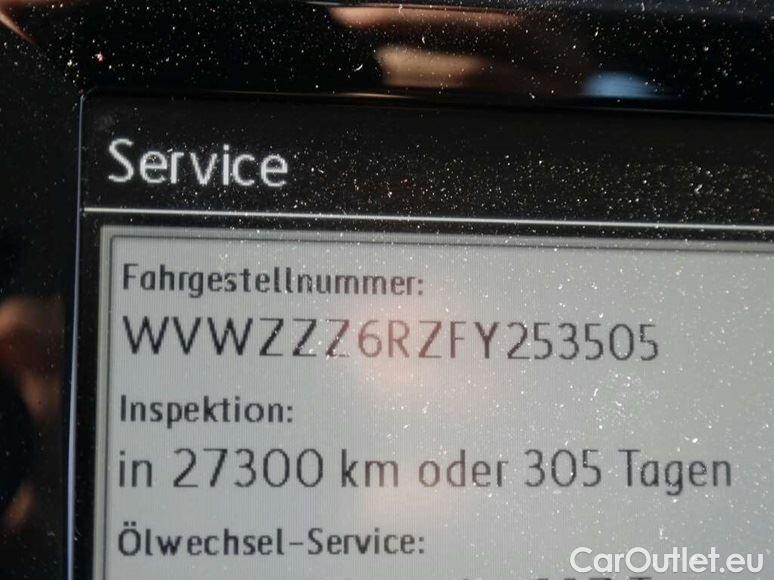 Service
Fahrgestellnummer:
WVWZZZ6RZFY253505
Inspektion:
in 27300 km oder 305 Tagen
Ölwechsel-Service:
CarOutlet.eu